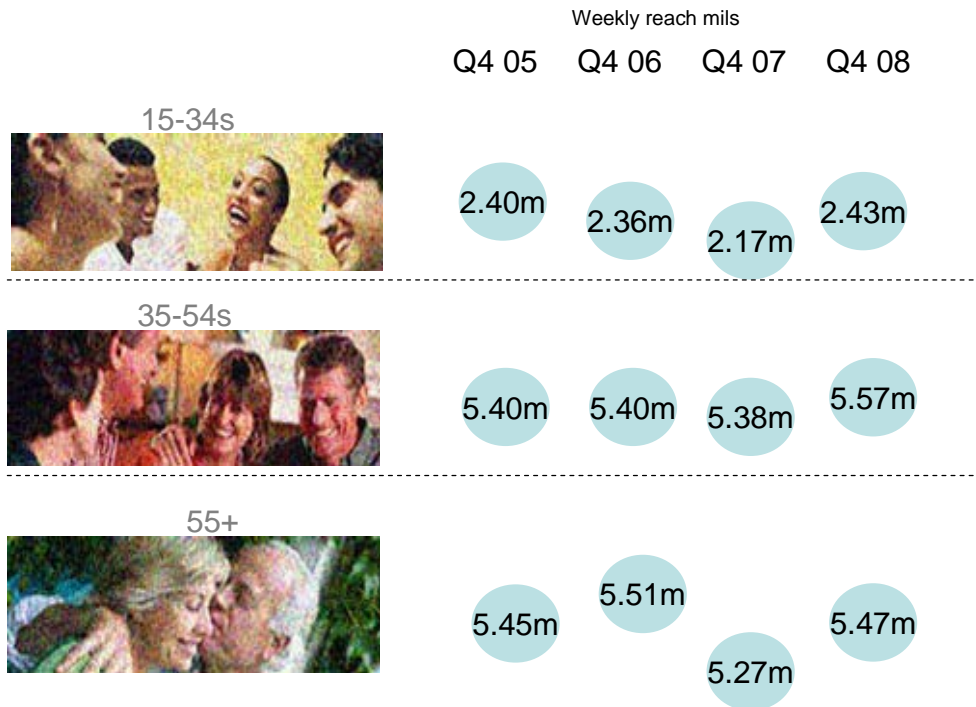 Weekly reach mils
Q4 05 Q4 06 Q4 07 Q4 08
15-34s
2.40m 2.36m 2.17m 2.43m
35-54s
5.40m 5.40m 5.38m 5.57m
55+
5.45m 5.51m 5.27m 5.47m